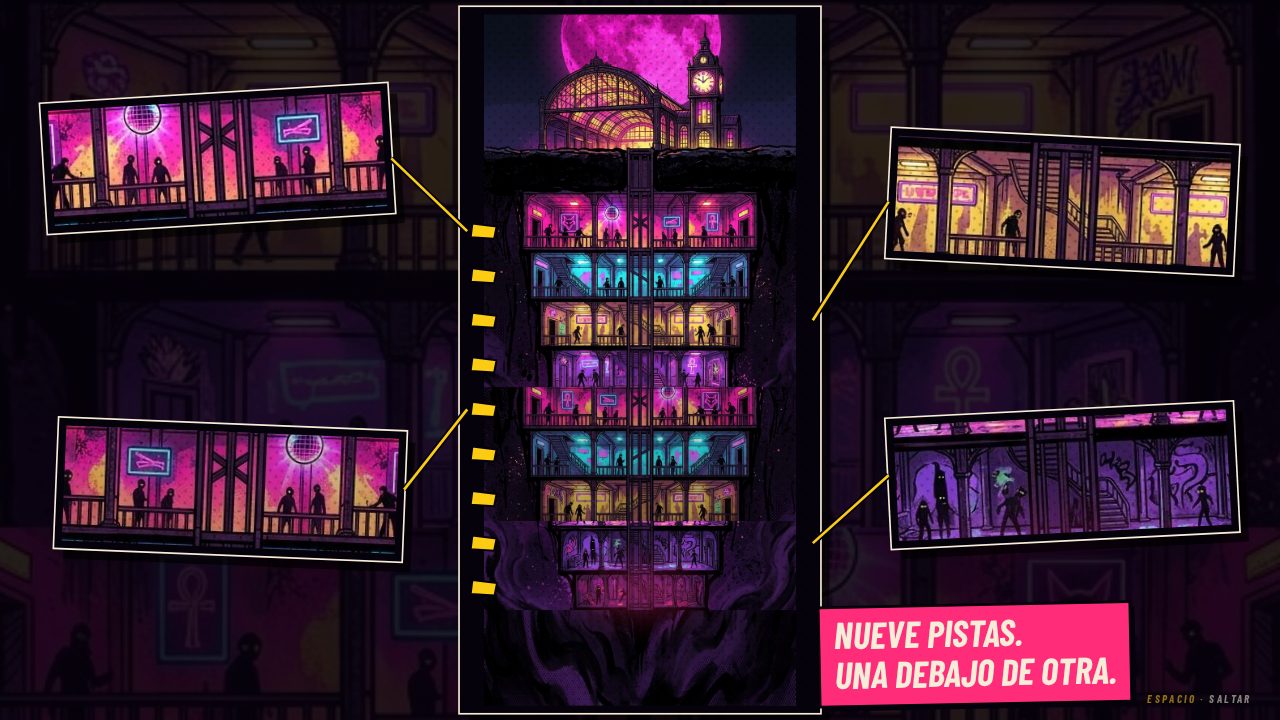 NUEVE PISTAS.
UNA DEBAJO DE OTRA.
ESPACIO · SALTAR